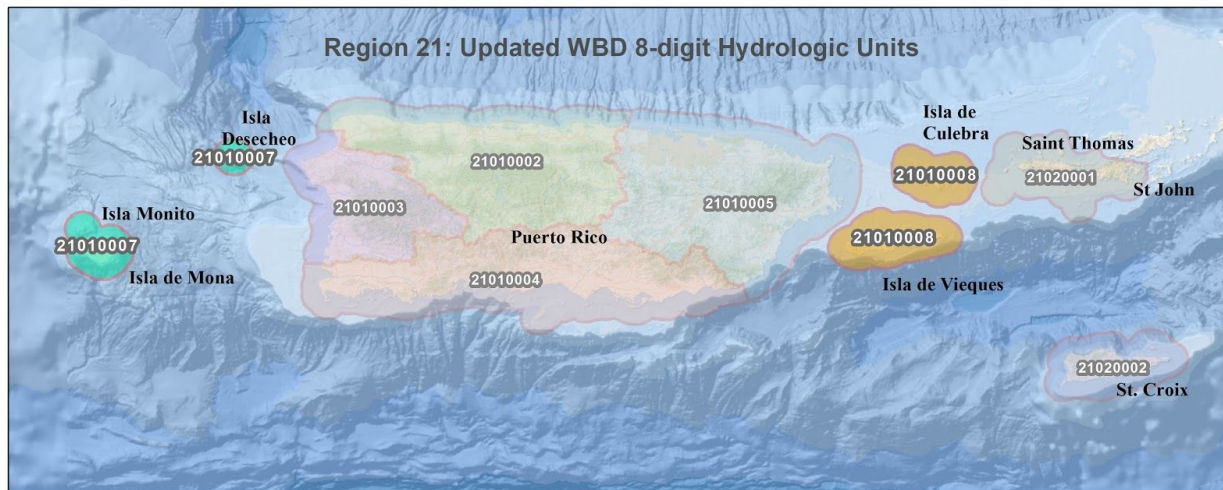 Region 21: Updated WBD 8-digit Hydrologic Units
Isla
Desecheo
21010007
Isla Monito
21010007
Isla de Mona
21010002
21010003
21010005
Puerto Rico
21010004
Isla de
Culebra
21010008
Saint Thomas
21020001
St John
21010008
Isla de Vieques
21020002
St. Croix